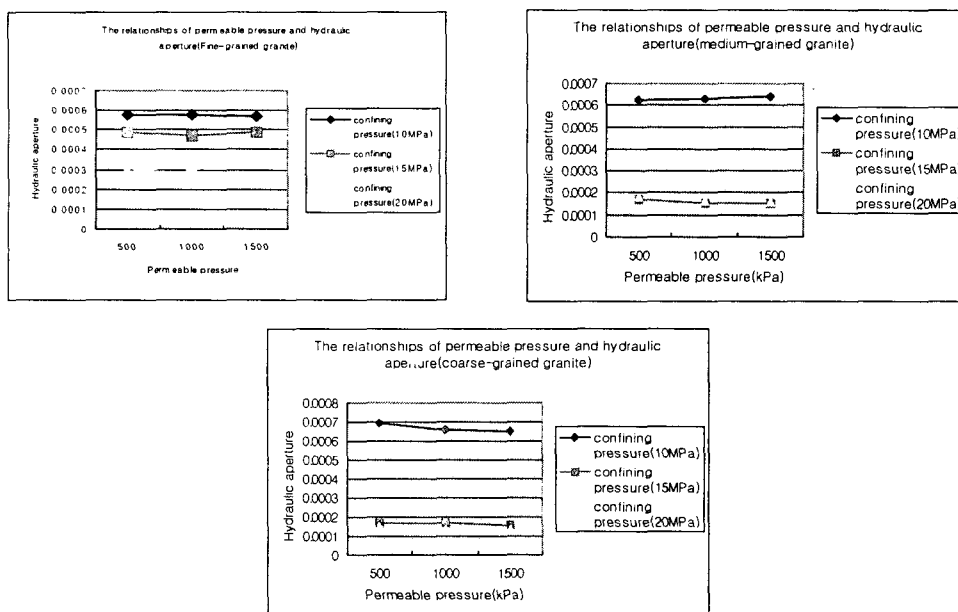 The relationships of permeable pressure and hydraulic
aperture(Fine-grained granite)
0.0006
0.0005
0.0004
0.0003
0.0002
0.0001
0
Hydraulic aperture
500 1000 1500
Permeable pressure
confining
pressure(10MPa)
confining
pressure(15MPa)
confining
pressure(20MPa)
The relationships of permeable pressure and hydraulic
aperture(medium-grained granite)
0.0007
0.0006
0.0005
0.0004
0.0003
0.0002
0.0001
0
Hydraulic aperture
500 1000 1500
Permeable pressure(kPa)
confining
pressure(10MPa)
confining
pressure(15MPa)
confining
pressure(20MPa)
The relationships of permeable pressure and hydraulic
aperture(coarse-grained granite)
0.0008
0.0007
0.0006
0.0005
0.0004
0.0003
0.0002
0.0001
0
Hydraulic aperture
500 1000 1500
Permeable pressure(kPa)
confining
pressure(10MPa)
confining
pressure(15MPa)
confining
pressure(20MPa)